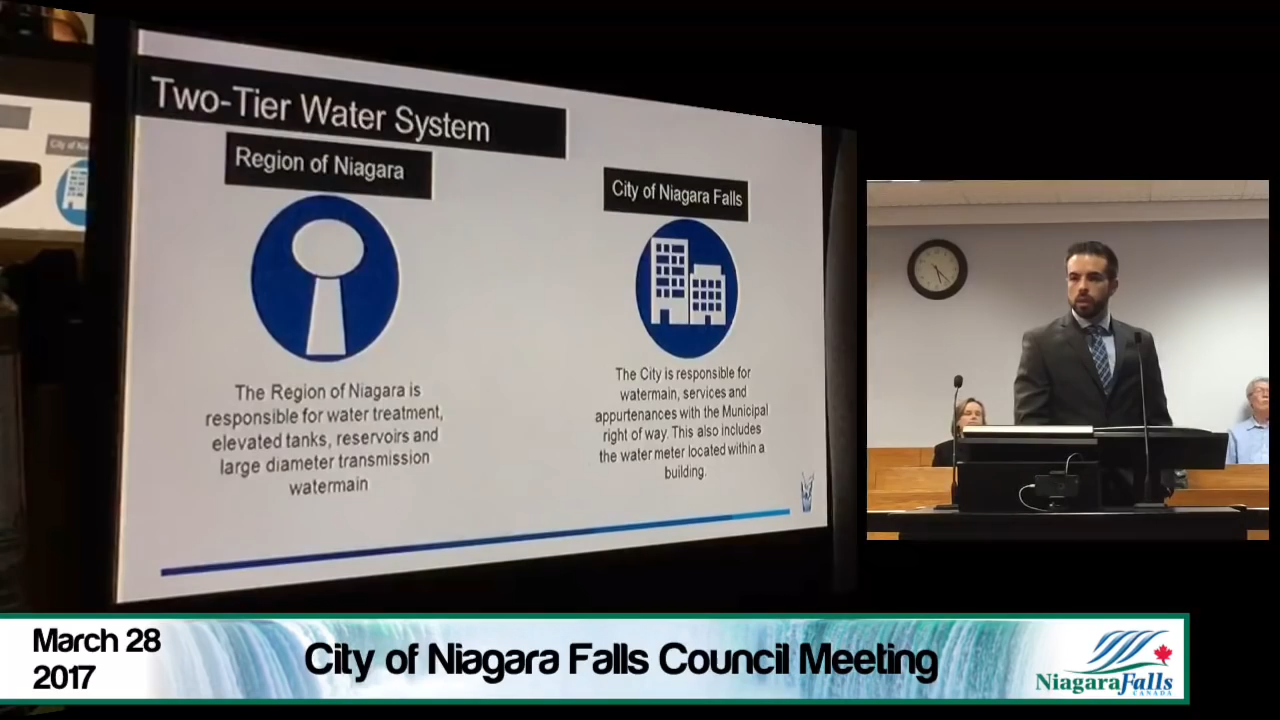 Two-Tier Water System
Region of Niagara
The Region of Niagara is
responsible for water treatment,
elevated tanks, reservoirs and
large diameter transmission
watermain
City of Niagara Falls
The City is responsible for
watermain, services and
appurtenances with the Municipal
right of way. This also includes
the water meter located within a
building.
City of Nia
March 28
2017
City of Niagara Falls Council Meeting
NiagaraFalls
CANADA